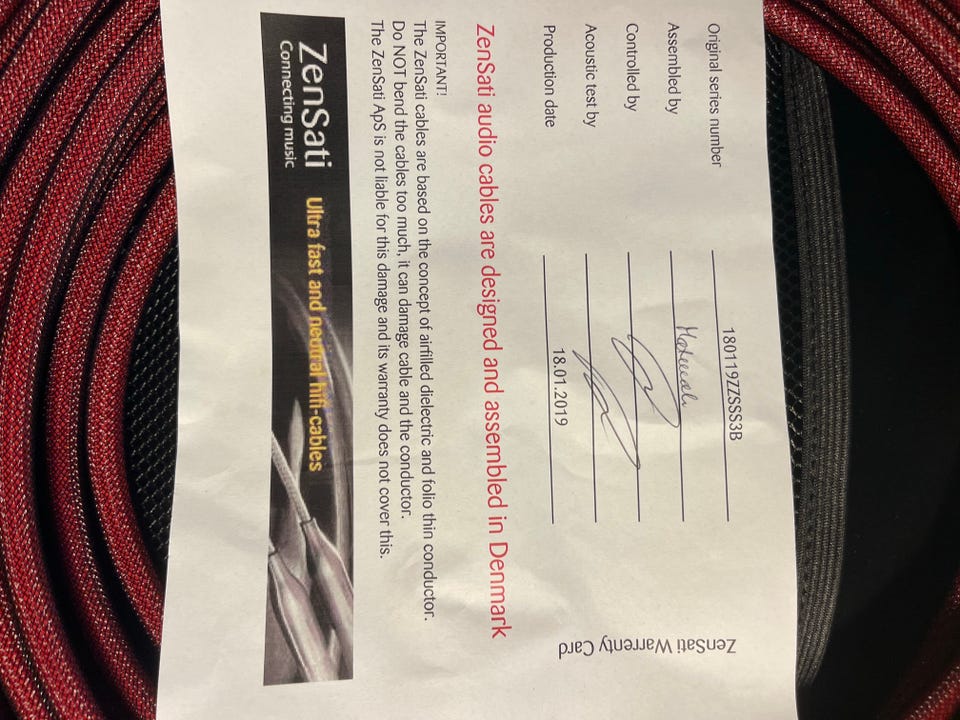 ZenSati Warrenty Card
Original series number 180119ZZSSS3B
Assembled by
Controlled by
Acoustic test by
Production date 18.01.2019
ZenSati audio cables are designed and assembled in Denmark
IMPORTANT!
The ZenSati cables are based on the concept of airfilled dielectric and folio thin conductor.
Do NOT bend the cables too much, it can damage cable and the conductor.
The ZenSati ApS is not liable for this damage and its warranty does not cover this.
ZenSati
Connecting music
Ultra fast and neutral hifi-cables